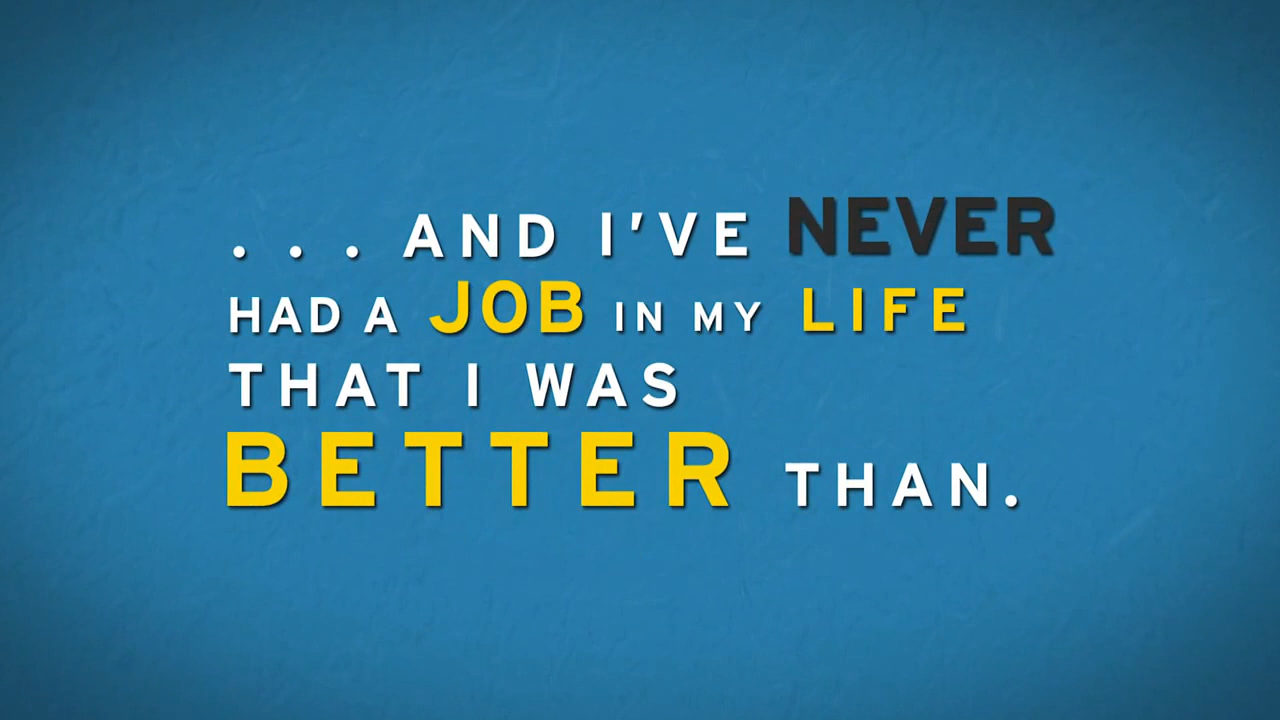 . . . AND I'VE NEVER
HAD A JOB IN MY LIFE
THAT I WAS
BETTER THAN.